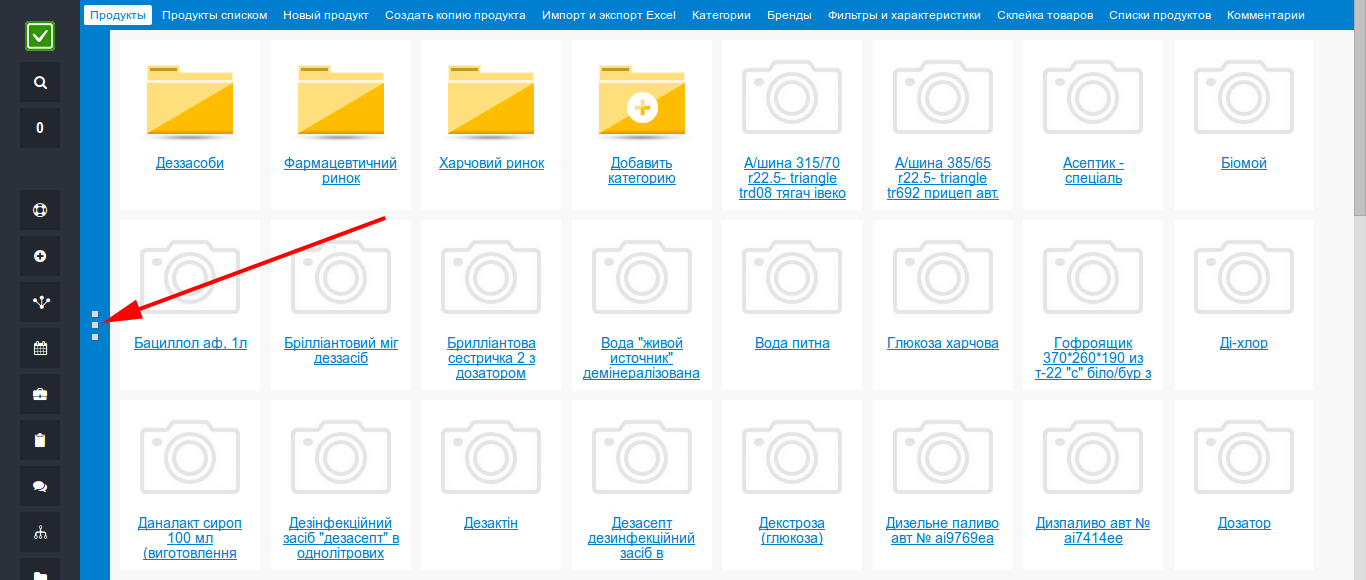 Продукты Продукты списком Новый продукт Создать копию продукта Импорт и экспорт Excel Категории Бренды Фильтры и характеристики Склейка товаров Списки продуктов Комментарии
0
Деззасоби
Фармацевтичний
ринок
Харчовий ринок
Добавить
категорию
А/шина 315/70
r22.5- triangle
trd08 тягач івеко
А/шина 385/65
r22.5- triangle
tr692 прицеп авт.
Асептик -
спеціаль
Біомой
Бациллол аф, 1л
Брілліантовий міг
деззасіб
Бриллiантова
сестричка 2 з
дозатором
Вода "живой
источник"
демінералізована
Вода питна
Глюкоза харчова
Гофроящик
370*260*190 из
т-22 "с" біло/бур з
Ді-хлор
Даналакт сироп
100 мл
(виготовлення
Дезінфекційний
засіб "дезасепт" в
однолітрових
Дезактін
Дезасепт
дезинфекційний
засіб в
Декстроза
(глюкоза)
Дизельне паливо
авт № ai9769ea
Дизпаливо авт №
ai7414ee
Дозатор